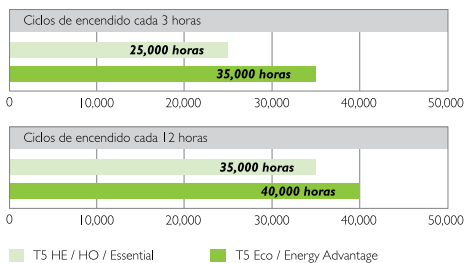 Ciclos de encendido cada 3 horas
25,000 horas
35,000 horas
0 10,000 20,000 30,000 40,000 50,000
Ciclos de encendido cada 12 horas
35,000 horas
40,000 horas
0 10,000 20,000 30,000 40,000 50,000
T5 HE / HO / Essential T5 Eco / Energy Advantage